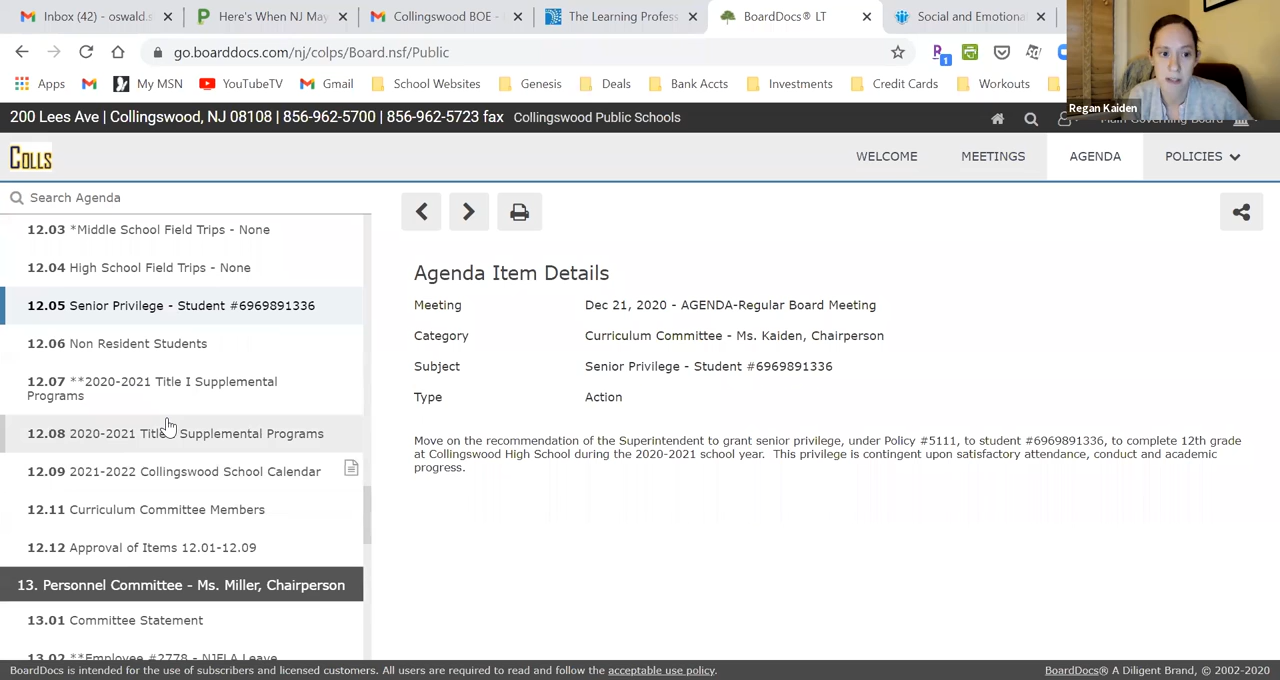 Inbox (40) - oswald.s
Here's When NJ May
Collingswood BOE -
The Learning Profess
BoardDocs® LT
Social and Emotiona
go.boarddocs.com/nj/colps/Board.nsf/Public
1
Apps
My MSN
YouTubeTV
Gmail
School Websites
Genesis
Deals
Bank Accts
Investments
Credit Cards
Workouts
Regan Kaiden
200 Lees Ave | Collingswood, NJ 08108 | 856-962-5700 | 856-962-5723 fax Collingswood Public Schools
Main Governing Board
COLLS
WELCOME
MEETINGS
AGENDA
POLICIES
Search Agenda
12.03 *Middle School Field Trips - None
12.04 High School Field Trips - None
12.05 Senior Privilege - Student #6969891336
12.06 Non Resident Students
12.07 **2020-2021 Title I Supplemental
Programs
12.08 2020-2021 Supplemental Programs
12.09 2021-2022 Collingswood School Calendar
12.11 Curriculum Committee Members
12.12 Approval of Items 12.01-12.09
13. Personnel Committee - Ms. Miller, Chairperson
13.01 Committee Statement
13.02 **Employee #2778 - NJFLA Leave
Agenda Item Details
Meeting Dec 21, 2020 - AGENDA-Regular Board Meeting
Category Curriculum Committee - Ms. Kaiden, Chairperson
Subject Senior Privilege - Student #6969891336
Type Action
Move on the recommendation of the Superintendent to grant senior privilege, under Policy #5111, to student #6969891336, to complete 12th grade
at Collingswood High School during the 2020-2021 school year. This privilege is contingent upon satisfactory attendance, conduct and academic
progress.
BoardDocs is intended for the use of subscribers and licensed customers. All users are required to read and follow the acceptable use policy.
BoardDocs® A Diligent Brand, © 2002-2020